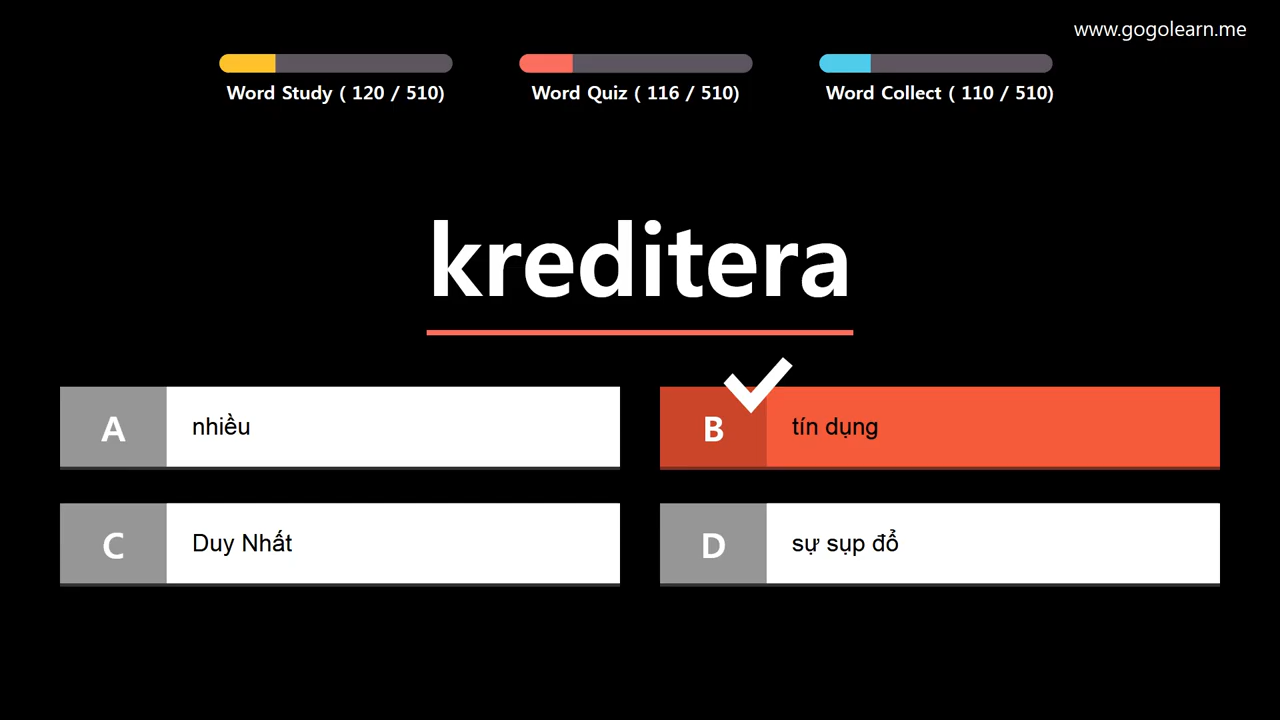 www.gogolearn.me
Word Study ( 120 / 510)
Word Quiz ( 116 / 510)
Word Collect ( 110 / 510)
kreditera
A nhiều
B tín dụng
C Duy Nhất
D sự sụp đổ